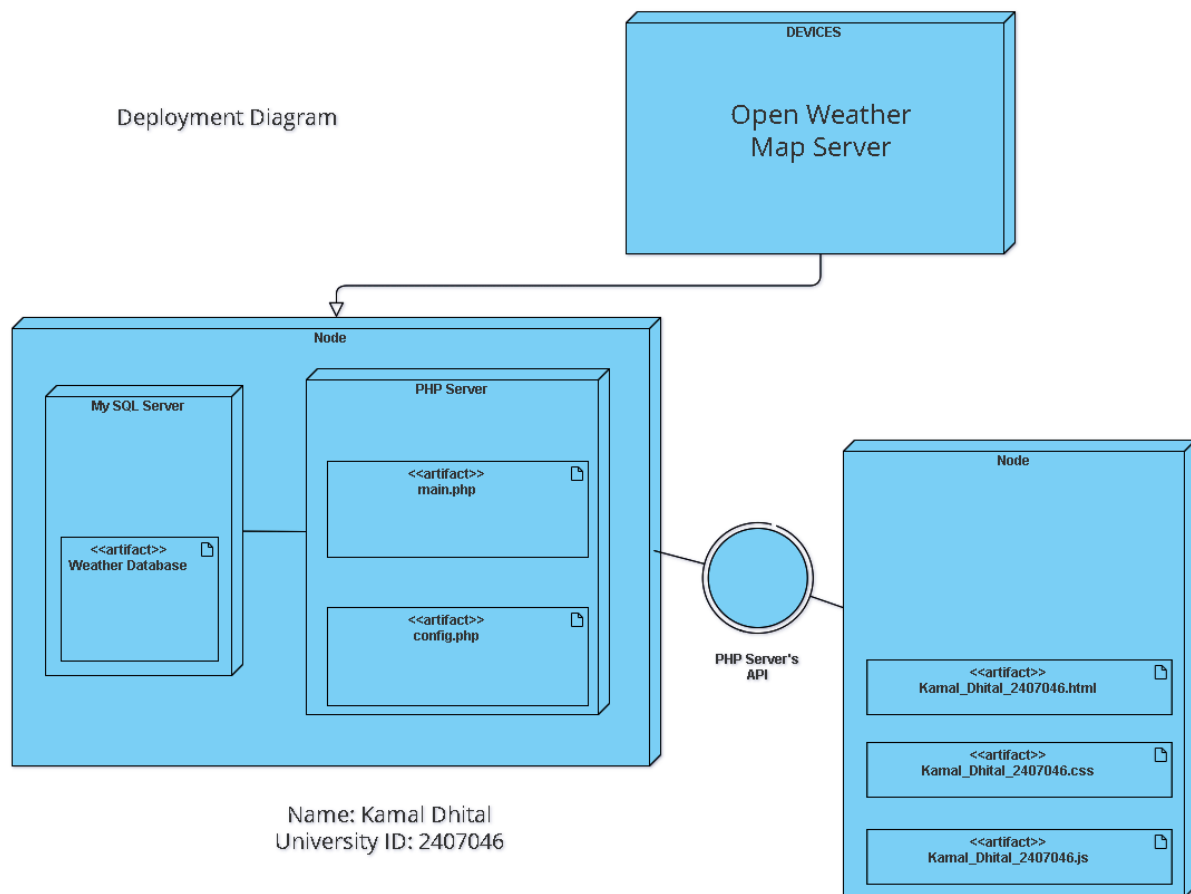 DEVICES
Open Weather
Map Server
Deployment Diagram
Node
My SQL Server
<<artifact>>
Weather Database
PHP Server
<<artifact>>
main.php
<<artifact>>
config.php
PHP Server's
API
Node
<<artifact>>
Kamal_Dhital_2407046.html
<<artifact>>
Kamal_Dhital_2407046.css
<<artifact>>
Kamal_Dhital_2407046.js
Name: Kamal Dhital
University ID: 2407046